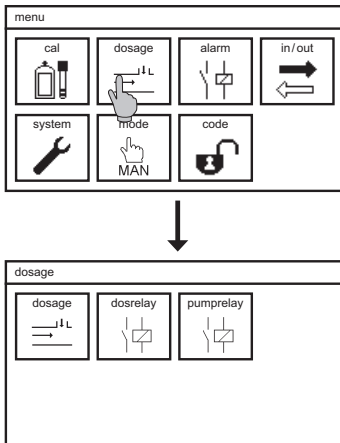 menu
cal dosage alarm in/out
system mode code
MAN
dosage
dosage dosrelay pumprelay